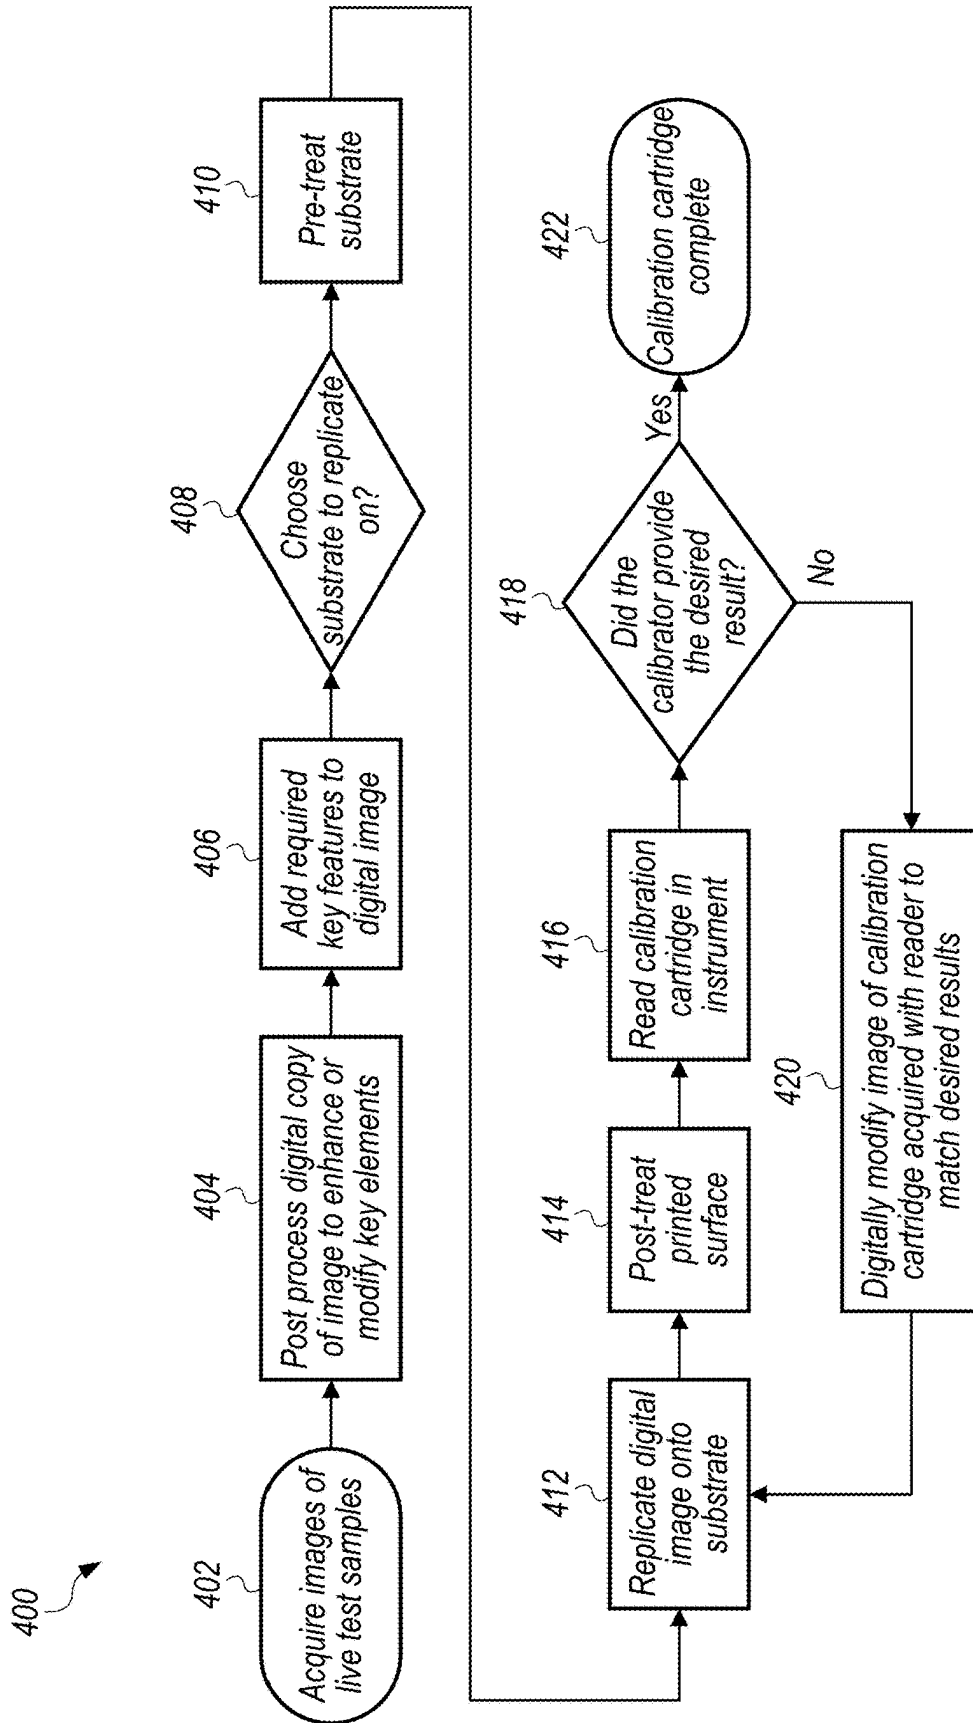 400
402
Acquire images of
live test samples
404
Post process digital copy
of image to enhance or
modify key elements
406
Add required
key features to
digital image
408
Choose
substrate to replicate
on?
410
Pre-treat
substrate
412
Replicate digital
image onto
substrate
414
Post-treat
printed
surface
416
Read calibration
cartridge in
instrument
418
Did the
calibrator provide
the desired
result?
Yes
No
422
Calibration cartridge
complete
420
Digitally modify image of calibration
cartridge acquired with reader to
match desired results